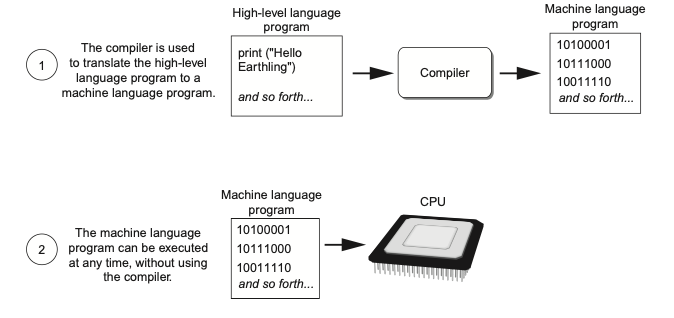 1
The compiler is used
to translate the high-level
language program to a
machine language program.
High-level language
program
print ("Hello
Earthling")
and so forth...
Compiler
Machine language
program
10100001
10111000
10011110
and so forth...
2
The machine language
program can be executed
at any time, without using
the compiler.
Machine language
program
10100001
10111000
10011110
and so forth...
CPU